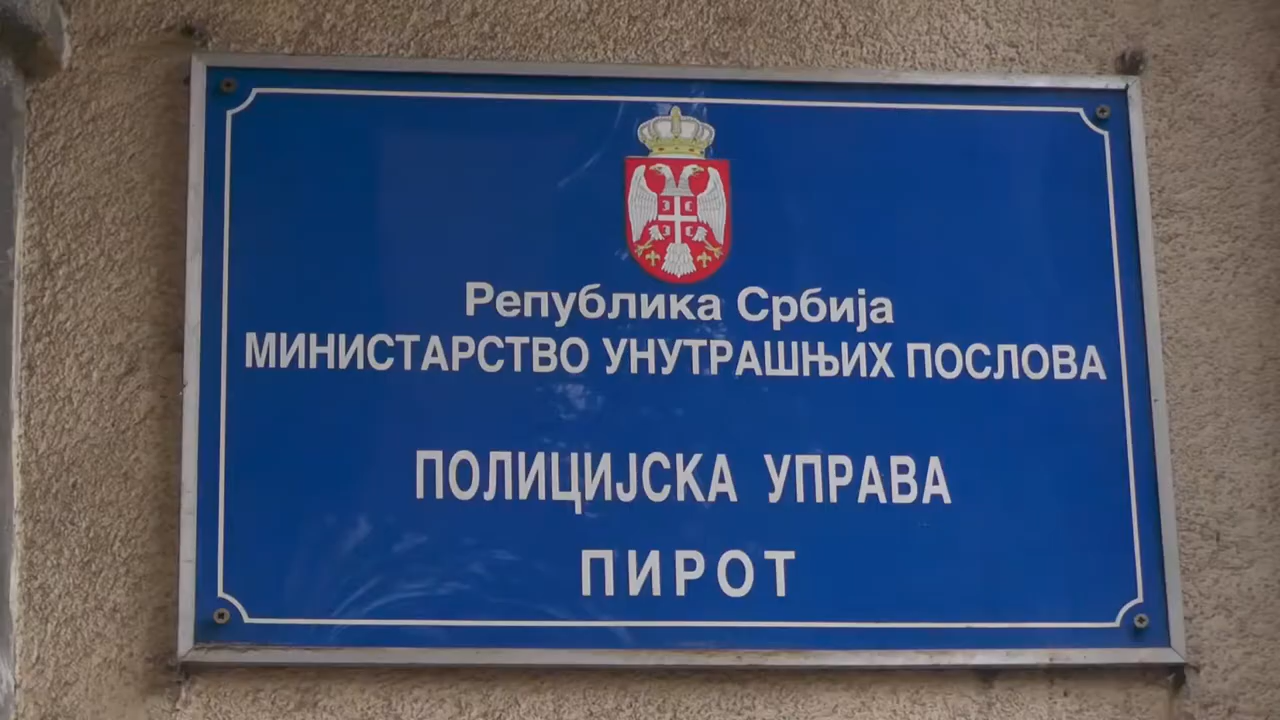 Република Србија
МИНИСТАРСТВО УНУТРАШЊИХ ПОСЛОВА
ПОЛИЦИЈСКА УПРАВА
ПИРОТ